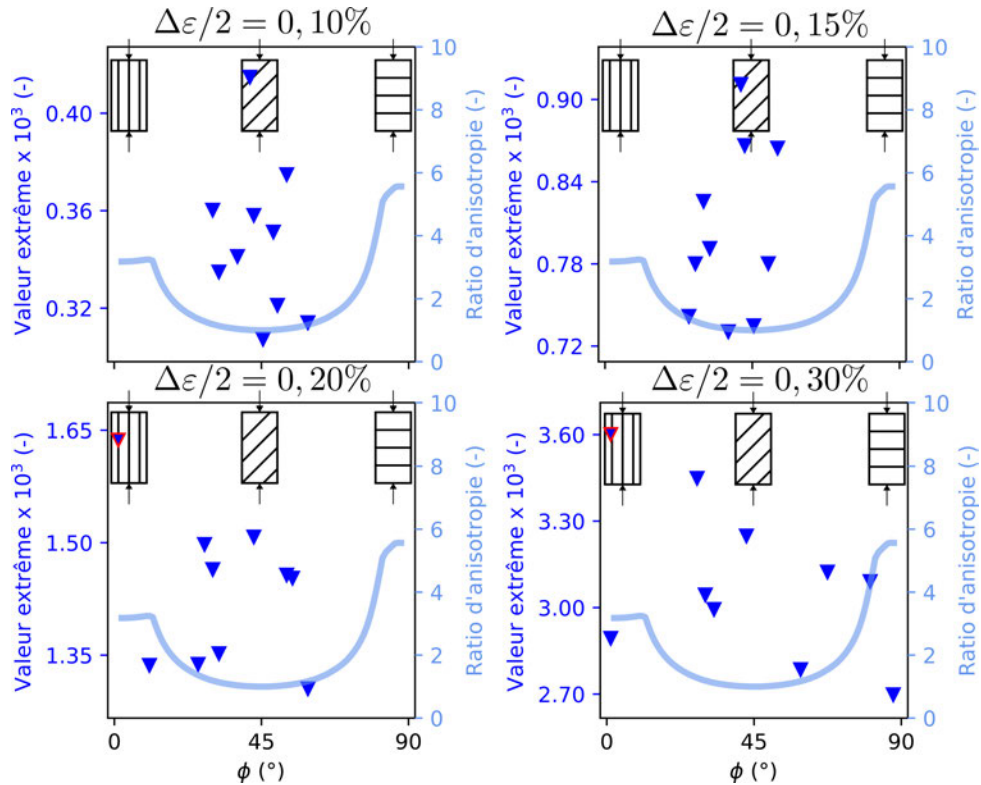 Δε/2 = 0, 10%
Δε/2 = 0, 15%
Valeur extrême x 10³ (-)
0.40
0.36
0.32
10
8
6
4
2
0
Ratio d'anisotropie (-)
Valeur extrême x 10³ (-)
0.90
0.84
0.78
0.72
10
8
6
4
2
0
Ratio d'anisotropie (-)
Δε/2 = 0, 20%
Δε/2 = 0, 30%
Valeur extrême x 10³ (-)
1.65
1.50
1.35
10
8
6
4
2
0
Ratio d'anisotropie (-)
0 45 90
ϕ (°)
Valeur extrême x 10³ (-)
3.60
3.30
3.00
2.70
10
8
6
4
2
0
Ratio d'anisotropie (-)
0 45 90
ϕ (°)